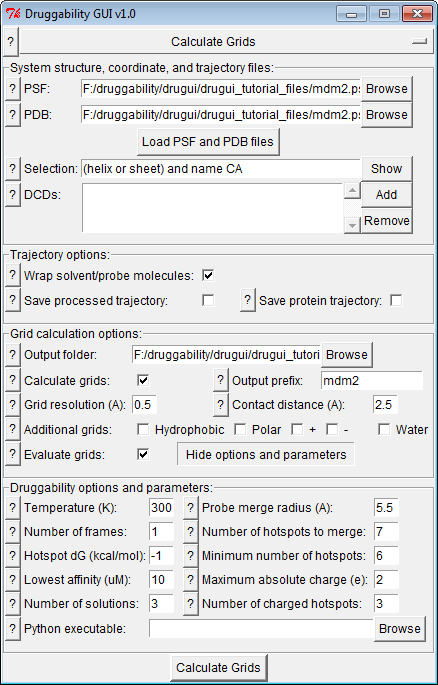 Druggability GUI v1.0
? Calculate Grids
System structure, coordinate, and trajectory files:
? PSF: F:/druggability/drugui/drugui_tutorial_files/mdm2.ps Browse
? PDB: F:/druggability/drugui/drugui_tutorial_files/mdm2.p Browse
Load PSF and PDB files
? Selection: (helix or sheet) and name CA Show
? DCDs: Add
Remove
Trajectory options:
? Wrap solvent/probe molecules:
? Save processed trajectory: ? Save protein trajectory:
Grid calculation options:
? Output folder: F:/druggability/drugui/drugui_tutori Browse
? Calculate grids: ? Output prefix: mdm2
? Grid resolution (A): 0.5 ? Contact distance (A): 2.5
? Additional grids: Hydrophobic Polar + - Water
? Evaluate grids: Hide options and parameters
Druggability options and parameters:
? Temperature (K): 300 ? Probe merge radius (A): 5.5
? Number of frames: 1 ? Number of hotspots to merge: 7
? Hotspot dG (kcal/mol): -1 ? Minimum number of hotspots: 6
? Lowest affinity (uM): 10 ? Maximum absolute charge (e): 2
? Number of solutions: 3 ? Number of charged hotspots: 3
? Python executable: Browse
Calculate Grids